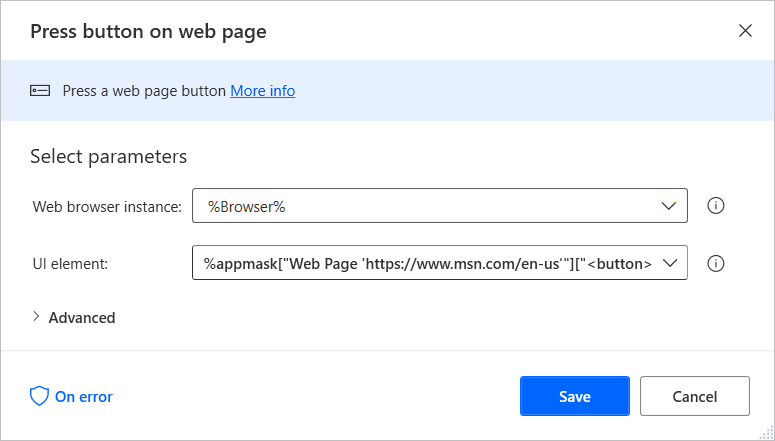 Press button on web page
Press a web page button More info
Select parameters
Web browser instance: %Browser%
UI element: %appmask["Web Page 'https://www.msn.com/en-us'"]["<button>
Advanced
On error Save Cancel